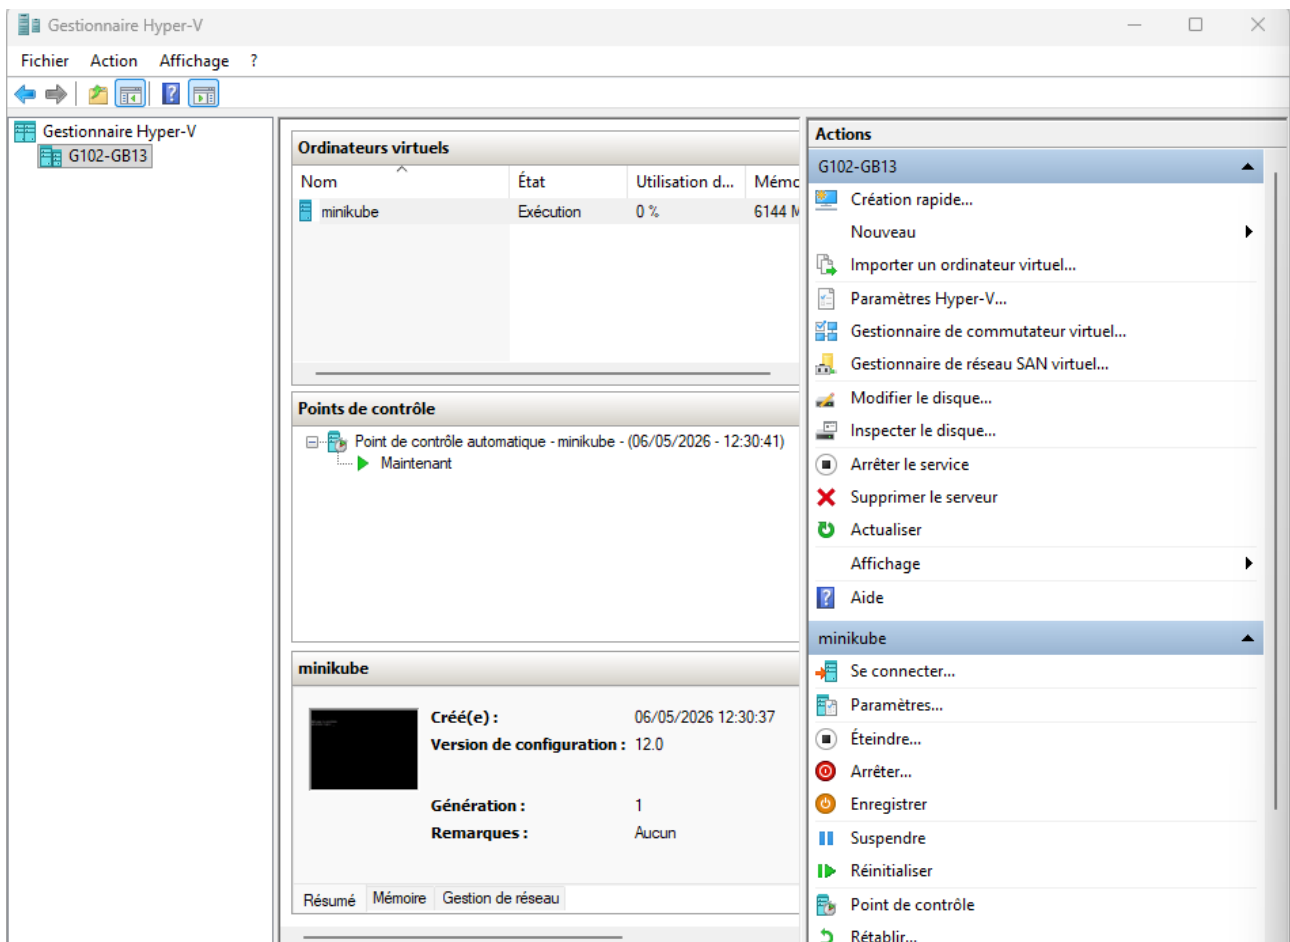 Gestionnaire Hyper-V
Fichier Action Affichage ?
Gestionnaire Hyper-V
G102-GB13
Ordinateurs virtuels
Nom État Utilisation d... Mémo
minikube Exécution 0 % 6144 M
Points de contrôle
Point de contrôle automatique - minikube - (06/05/2026 - 12:30:41)
Maintenant
minikube
Créé(e) : 06/05/2026 12:30:37
Version de configuration : 12.0
Génération : 1
Remarques : Aucun
Résumé Mémoire Gestion de réseau
Actions
G102-GB13
Création rapide...
Nouveau
Importer un ordinateur virtuel...
Paramètres Hyper-V...
Gestionnaire de commutateur virtuel...
Gestionnaire de réseau SAN virtuel...
Modifier le disque...
Inspecter le disque...
Arrêter le service
Supprimer le serveur
Actualiser
Affichage
Aide
minikube
Se connecter...
Paramètres...
Éteindre...
Arrêter...
Enregistrer
Suspendre
Réinitialiser
Point de contrôle
Rétablir...